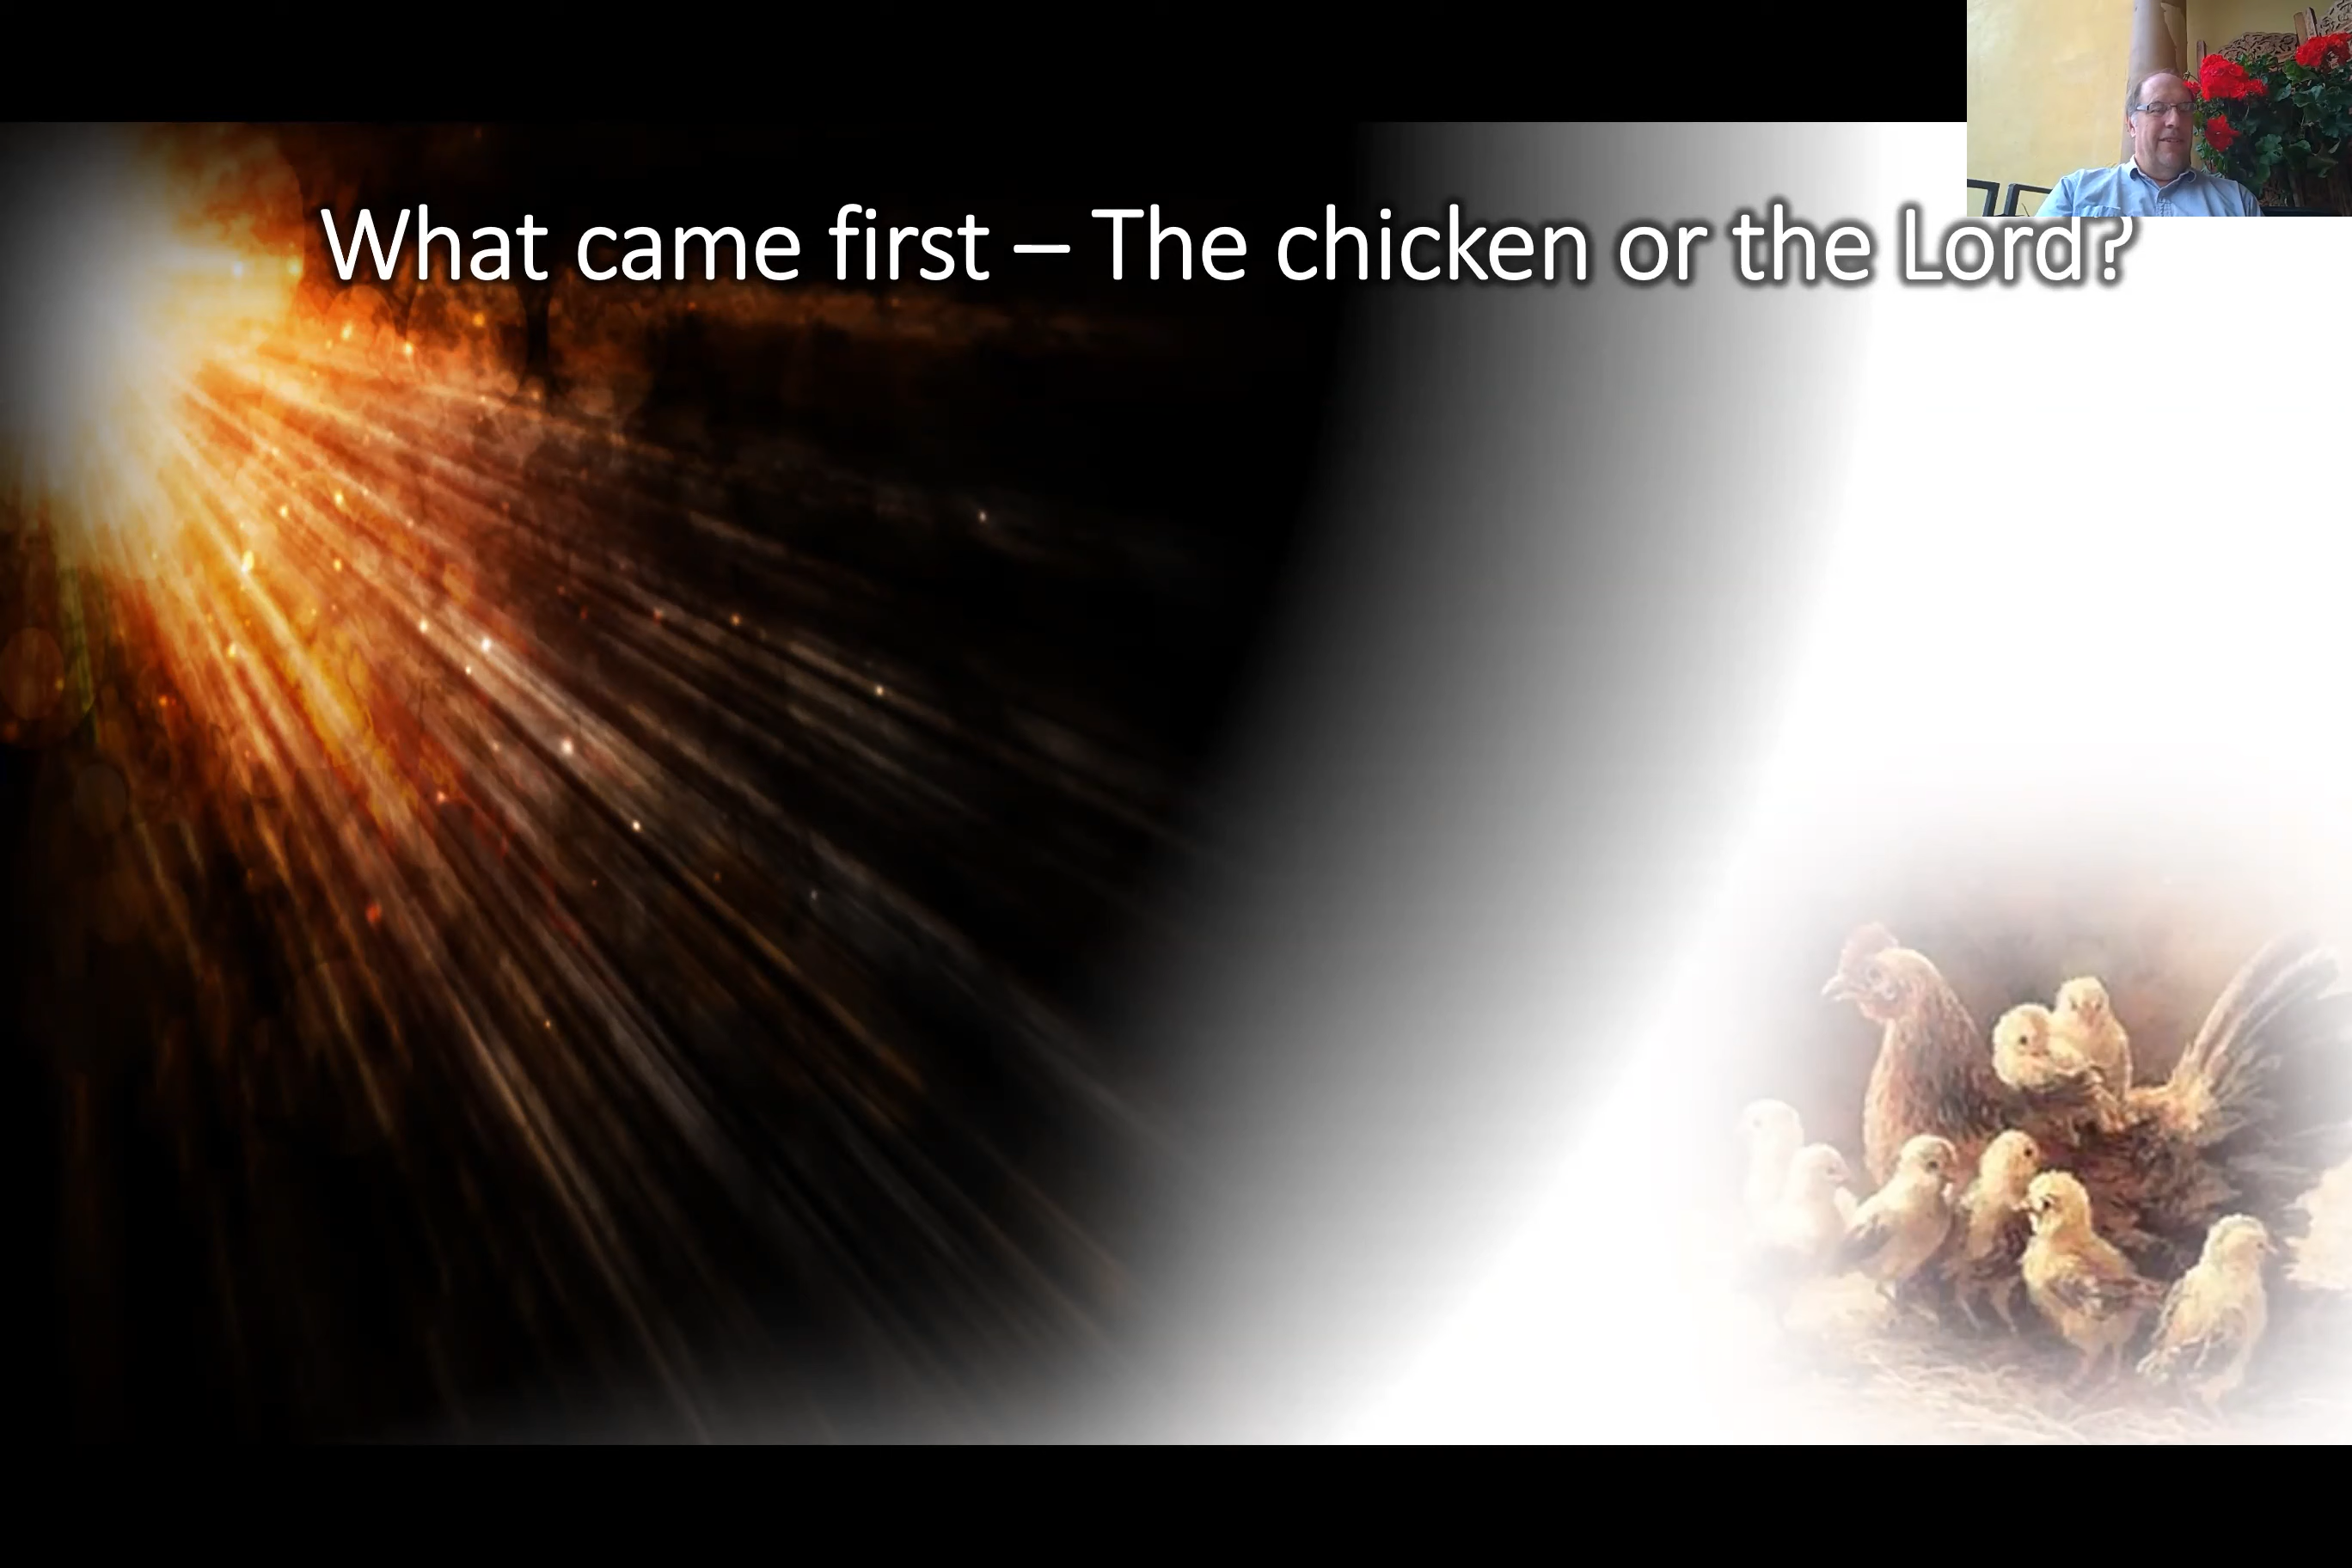 What came first – The chicken or the Lord?